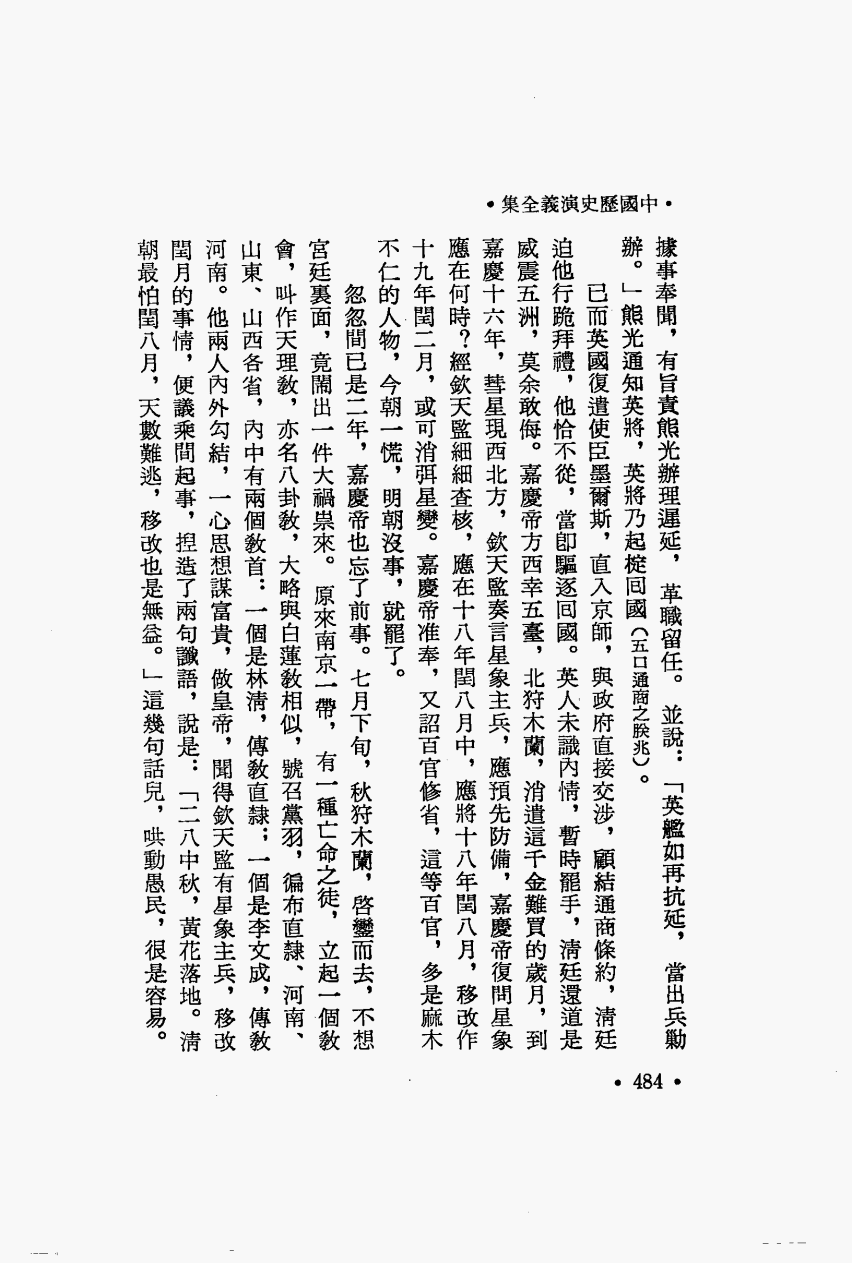 •中國歷史演義全集•
據事奉聞，有旨責熊光辦理遲延，革職留任。並說：「英艦如再抗延，當出兵勦
辦。」熊光通知英將，英將乃起椗回國（五口通商之朕兆）。
已而英國復遣使臣墨爾斯，直入京師，與政府直接交涉，顧結通商條約，清廷
迫他行跪拜禮，他恰不從，當卽驅逐回國。英人未識內情，暫時罷手，清廷還道是
威震五洲，莫余敢侮。嘉慶帝方西幸五臺，北狩木蘭，消遣這千金難買的歲月，到
嘉慶十六年，彗星現西北方，欽天監奏言星象主兵，應預先防備，嘉慶帝復問星象
應在何時？經欽天監細細查核，應在十八年閏八月中，應將十八年閏八月，移改作
十九年閏二月，或可消弭星變。嘉慶帝准奉，又詔百官修省，這等百官，多是麻木
不仁的人物，今朝一慌，明朝沒事，就罷了。
忽忽間已是二年，嘉慶帝也忘了前事。七月下旬，秋狩木蘭，啓鑾而去，不想
宮廷裏面，竟鬧出一件大禍祟來。原來南京一帶，有一種亡命之徒，立起一個敎
會，叫作天理敎，亦名八卦敎，大略與白蓮敎相似，號召黨羽，徧布直隸、河南、
山東、山西各省，內中有兩個敎首：一個是林淸，傳敎直隸；一個是李文成，傳敎
河南。他兩人內外勾結，一心思想謀富貴，做皇帝，聞得欽天監有星象主兵，移改
閏月的事情，便議乘間起事，揑造了兩句讖語，說是：「二八中秋，黃花落地。清
朝最怕閏八月，天數難逃，移改也是無益。」這幾句話兒，哄動愚民，很是容易。
• 484 •